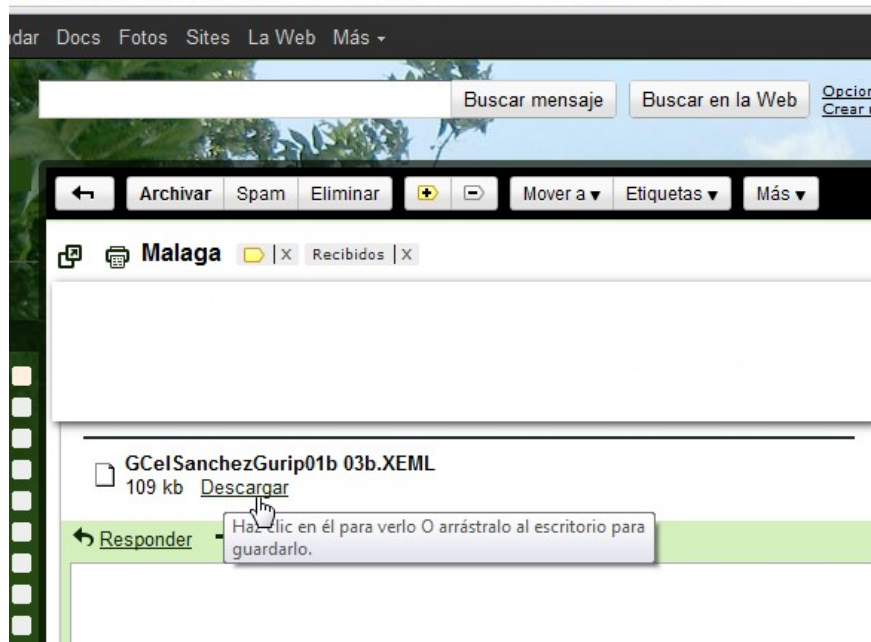 Docs Fotos Sites La Web Más
Buscar mensaje Buscar en la Web
Archivar Spam Eliminar Mover a Etiquetas Más
Malaga X Recibidos X
GCelSanchezGurip01b 03b.XEML
109 kb Descargar
Haz clic en él para verlo O arrástralo al escritorio para
guardarlo.
Responder